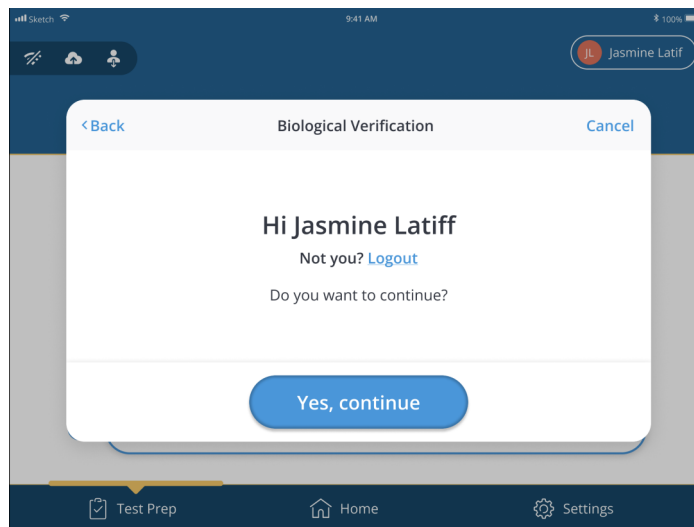 Sketch 9:41 AM 100%
JL Jasmine Latif
Back Biological Verification Cancel
Hi Jasmine Latiff
Not you? Logout
Do you want to continue?
Yes, continue
Test Prep Home Settings